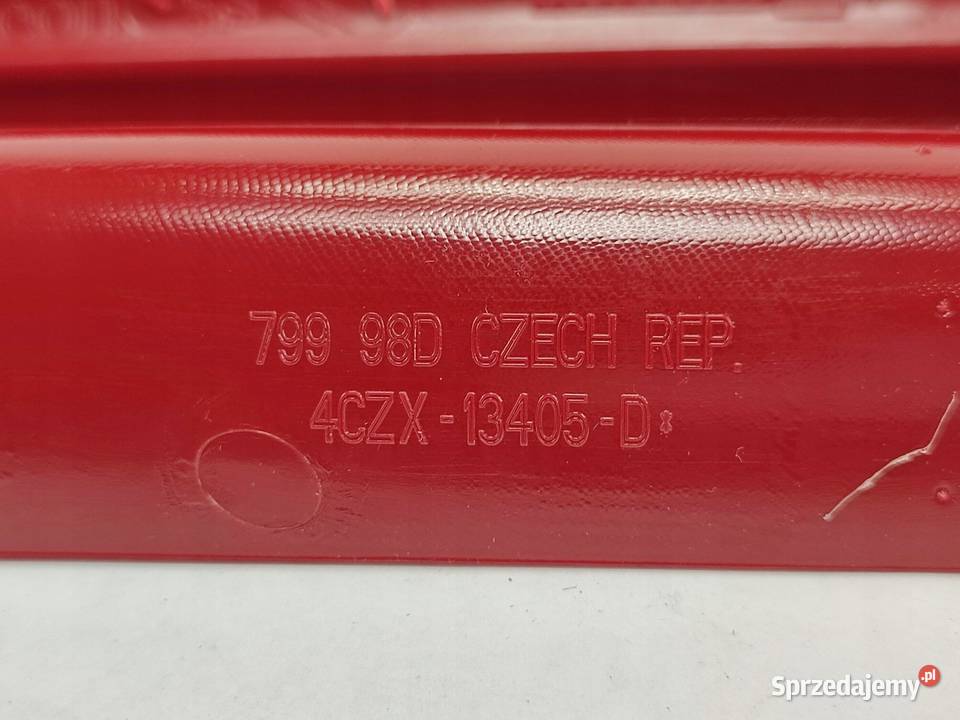 799 98D CZECH REP.
4CZX-13405-D*
Sprzedajemy.pl